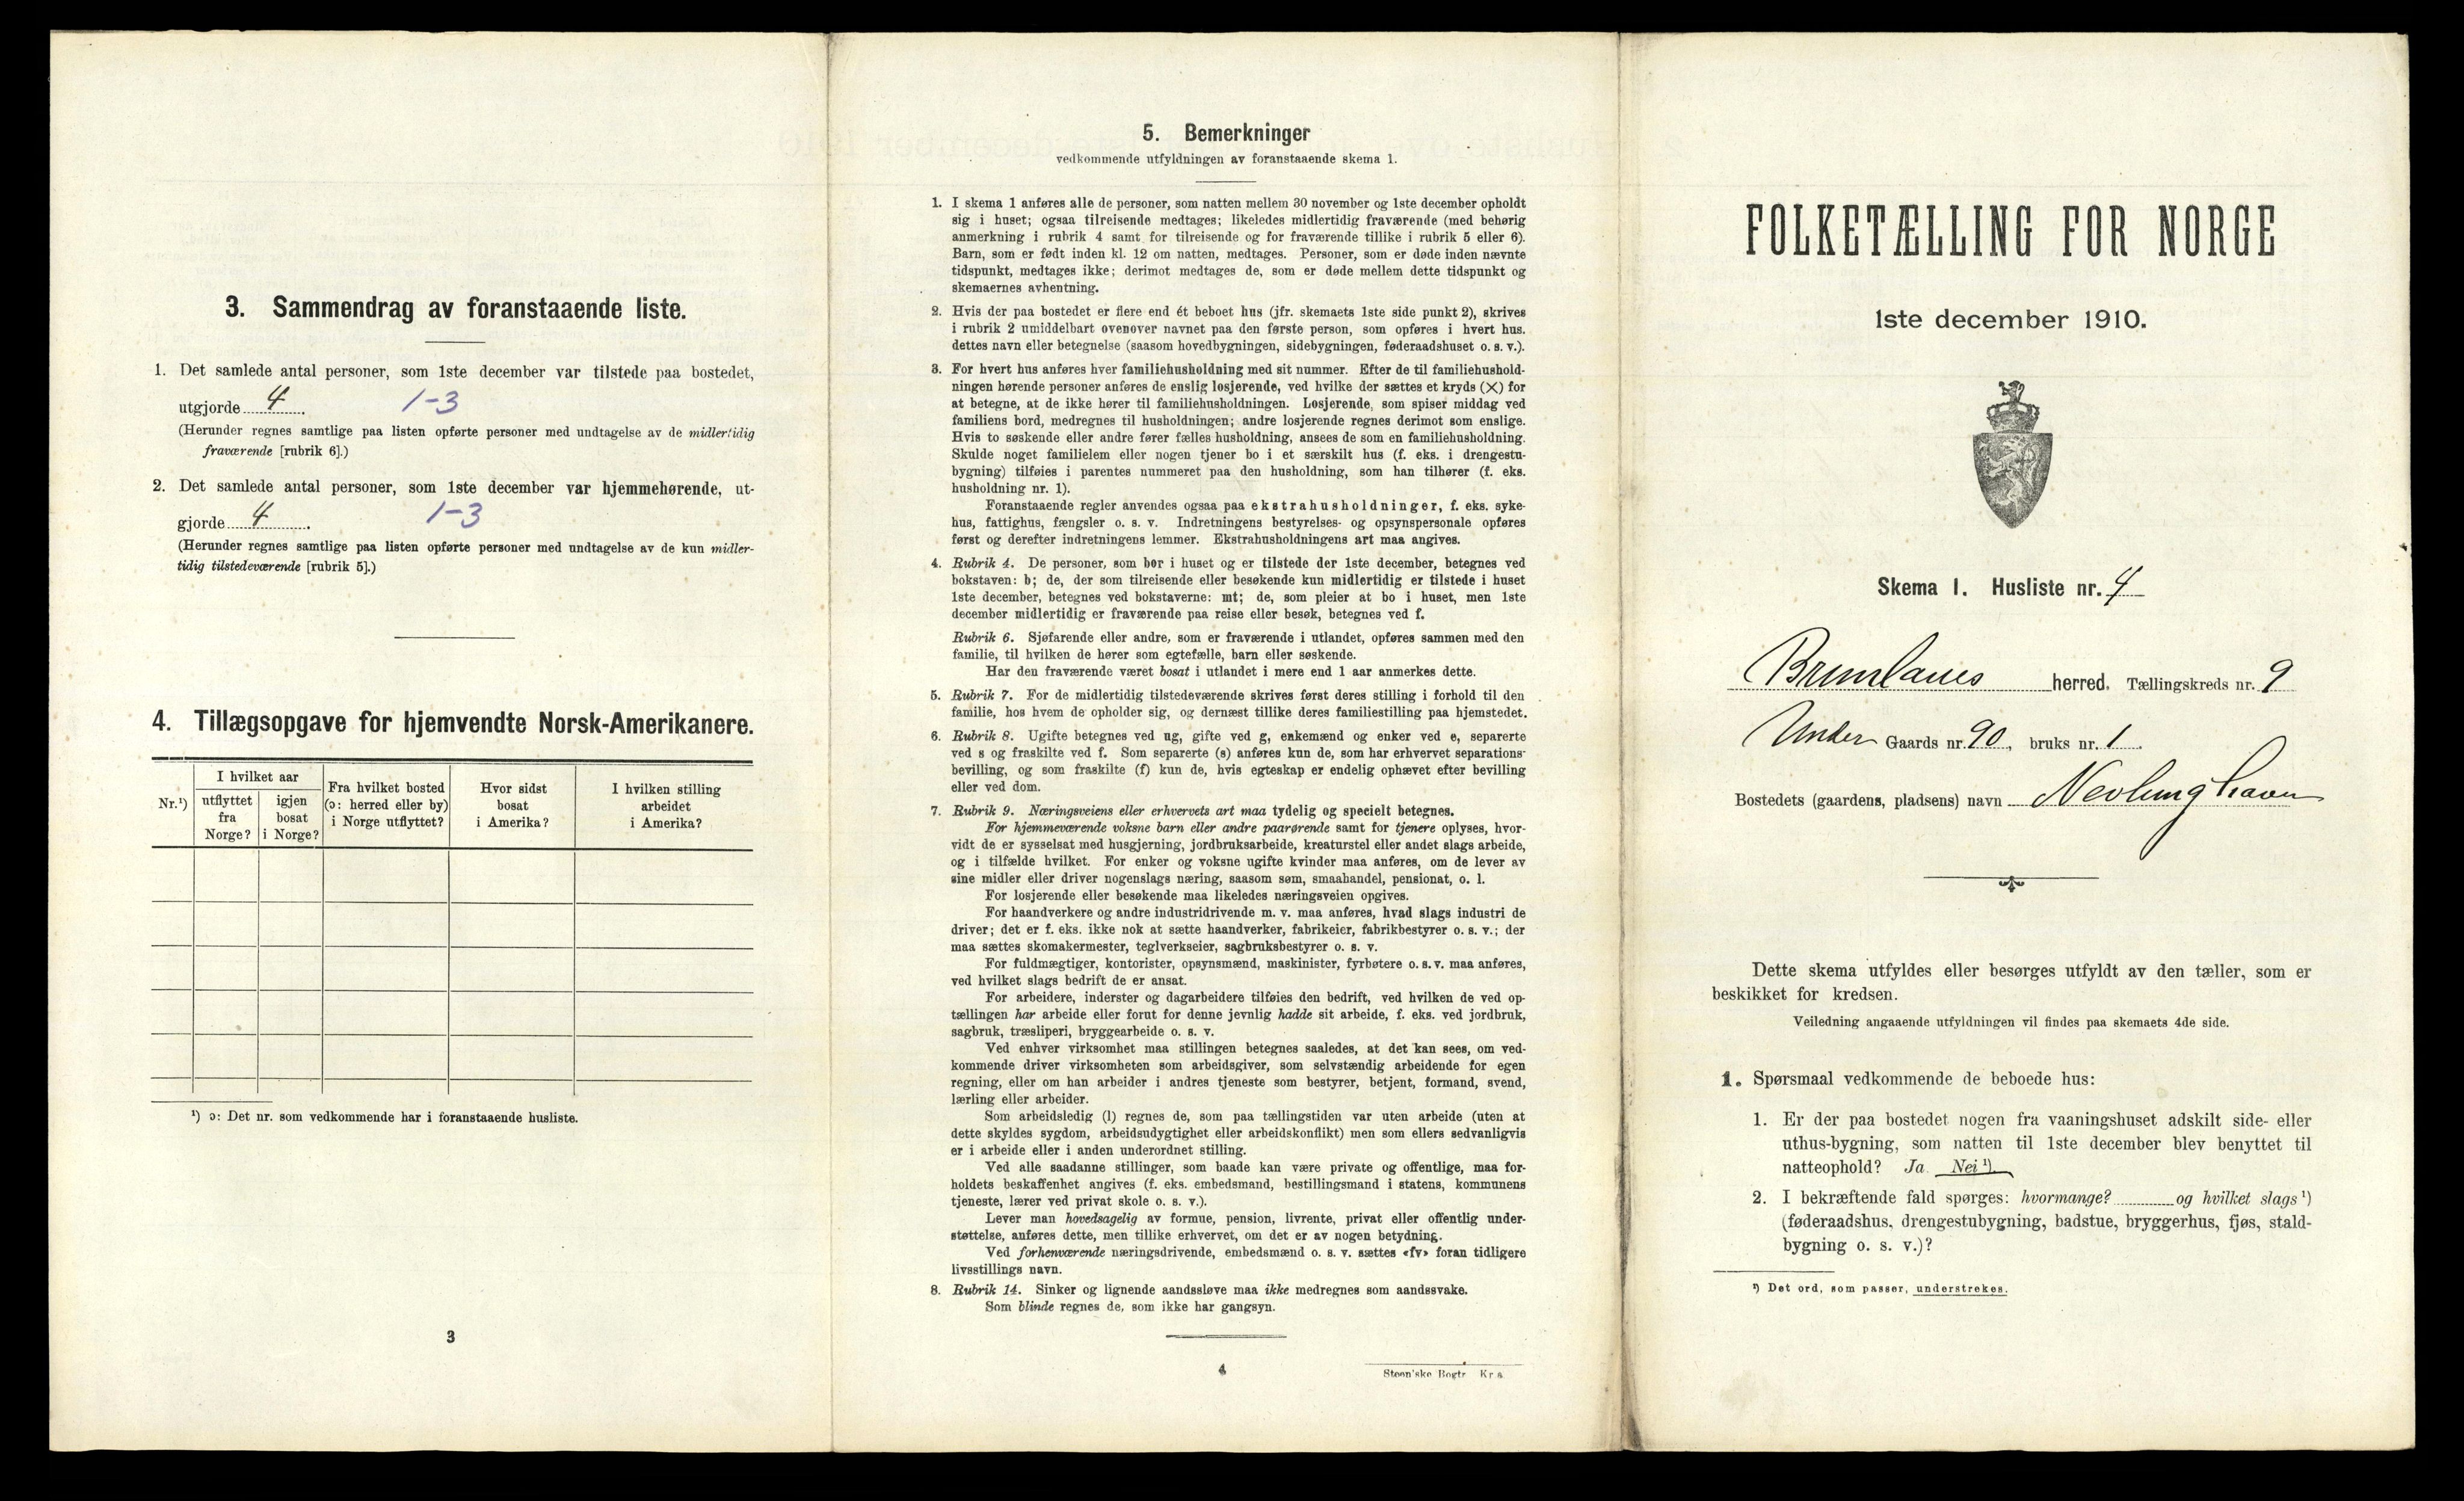 3. Sammendrag av foranstaaende liste.
1. Det samlede antal personer, som 1ste december var tilstede paa bostedet,
utgjorde 4. 1-3
(Herunder regnes samtlige paa listen opførte personer med undtagelse av de midlertidig
fraværende [rubrik 6].)
2. Det samlede antal personer, som 1ste december var hjemmehørende, ut-
gjorde 4. 1-3
(Herunder regnes samtlige paa listen opførte personer med undtagelse av de kun midler-
tidig tilstedeværende [rubrik 5].)
4. Tillægsopgave for hjemvendte Norsk-Amerikanere.
Nr.¹)
I hvilket aar
utflyttet
fra
Norge?
igjen
bosat
i Norge?
Fra hvilket bosted
(ɔ: herred eller by)
i Norge utflyttet?
Hvor sidst
bosat
i Amerika?
I hvilken stilling
arbeidet
i Amerika?
¹) ɔ: Det nr. som vedkommende har i foranstaaende husliste.
3
5. Bemerkninger
vedkommende utfyldningen av foranstaaende skema 1.
1. I skema 1 anføres alle de personer, som natten mellem 30 november og 1ste december opholdt
sig i huset; ogsaa tilreisende medtages; likeledes midlertidig fraværende (med behørig
anmerkning i rubrik 4 samt for tilreisende og for fraværende tillike i rubrik 5 eller 6).
Barn, som er født inden kl. 12 om natten, medtages. Personer, som er døde inden nævnte
tidspunkt, medtages ikke; derimot medtages de, som er døde mellem dette tidspunkt og
skemaernes avhentning.
2. Hvis der paa bostedet er flere end ét beboet hus (jfr. skemaets 1ste side punkt 2), skrives
i rubrik 2 umiddelbart ovenover navnet paa den første person, som opføres i hvert hus.
dettes navn eller betegnelse (saasom hovedbygningen, sidebygningen, føderaadshuset o. s. v.).
3. For hvert hus anføres hver familiehusholdning med sit nummer. Efter de til familiehushold-
ningen hørende personer anføres de enslig losjerende, ved hvilke der sættes et kryds (×) for
at betegne, at de ikke hører til familiehusholdningen. Losjerende, som spiser middag ved
familiens bord, medregnes til husholdningen; andre losjerende regnes derimot som enslige.
Hvis to søskende eller andre fører fælles husholdning, ansees de som en familiehusholdning.
Skulde noget familielem eller nogen tjener bo i et særskilt hus (f. eks. i drengestu-
bygning) tilføies i parentes nummeret paa den husholdning, som han tilhører (f. eks.
husholdning nr. 1).
Foranstaaende regler anvendes ogsaa paa ekstrahusholdninger, f. eks. syke-
hus, fattighus, fængsler o. s. v. Indretningens bestyrelses- og opsynspersonale opføres
først og derefter indretningens lemmer. Ekstrahusholdningens art maa angives.
4. Rubrik 4. De personer, som bor i huset og er tilstede der 1ste december, betegnes ved
bokstaven: b; de, der som tilreisende eller besøkende kun midlertidig er tilstede i huset
1ste december, betegnes ved bokstaverne: mt; de, som pleier at bo i huset, men 1ste
december midlertidig er fraværende paa reise eller besøk, betegnes ved f.
Rubrik 6. Sjøfarende eller andre, som er fraværende i utlandet, opføres sammen med den
familie, til hvilken de hører som egtefælle, barn eller søskende.
Har den fraværende været bosat i utlandet i mere end 1 aar anmerkes dette.
5. Rubrik 7. For de midlertidig tilstedeværende skrives først deres stilling i forhold til den
familie, hos hvem de opholder sig, og dernæst tillike deres familiestilling paa hjemstedet.
6. Rubrik 8. Ugifte betegnes ved ug, gifte ved g, enkemænd og enker ved e, separerte
ved s og fraskilte ved f. Som separerte (s) anføres kun de, som har erhvervet separations-
bevilling, og som fraskilte (f) kun de, hvis egteskap er endelig ophævet efter bevilling
eller ved dom.
7. Rubrik 9. Næringsveiens eller erhvervets art maa tydelig og specielt betegnes.
For hjemmeværende voksne barn eller andre paarørende samt for tjenere oplyses, hvor-
vidt de er sysselsat med husgjerning, jordbruksarbeide, kreaturstel eller andet slags arbeide,
og i tilfælde hvilket. For enker og voksne ugifte kvinder maa anføres, om de lever av
sine midler eller driver nogenslags næring, saasom søm, smaahandel, pensionat, o. l.
For losjerende eller besøkende maa likeledes næringsveien opgives.
For haandverkere og andre industridrivende m. v. maa anføres, hvad slags industri de
driver; det er f. eks. ikke nok at sætte haandverker, fabrikeier, fabrikbestyrer o. s. v.; der
maa sættes skomakermester, teglverkseier, sagbruksbestyrer o. s. v.
For fuldmægtiger, kontorister, opsynsmænd, maskinister, fyrbøtere o. s. v. maa anføres,
ved hvilket slags bedrift de er ansat.
For arbeidere, inderster og dagarbeidere tilføies den bedrift, ved hvilken de ved op-
tællingen har arbeide eller forut for denne jevnlig hadde sit arbeide, f. eks. ved jordbruk,
sagbruk, træsliperi, bryggearbeide o. s. v.
Ved enhver virksomhet maa stillingen betegnes saaledes, at det kan sees, om ved-
kommende driver virksomheten som arbeidsgiver, som selvstændig arbeidende for egen
regning, eller om han arbeider i andres tjeneste som bestyrer, betjent, formand, svend,
lærling eller arbeider.
Som arbeidsledig (l) regnes de, som paa tællingstiden var uten arbeide (uten at
dette skyldes sygdom, arbeidsudygtighet eller arbeidskonflikt) men som ellers sedvanligvis
er i arbeide eller i anden underordnet stilling.
Ved alle saadanne stillinger, som baade kan være private og offentlige, maa for-
holdets beskaffenhet angives (f. eks. embedsmand, bestillingsmand i statens, kommunens
tjeneste, lærer ved privat skole o. s. v.).
Lever man hovedsagelig av formue, pension, livrente, privat eller offentlig under-
støttelse, anføres dette, men tillike erhvervet, om det er av nogen betydning.
Ved forhenværende næringsdrivende, embedsmænd o. s. v. sættes «fv» foran tidligere
livsstillings navn.
8. Rubrik 14. Sinker og lignende aandssløve maa ikke medregnes som aandssvake.
Som blinde regnes de, som ikke har gangsyn.
4
Steen'ske Bogtr. Kr.a.
FOLKETÆLLING FOR NORGE
1ste december 1910.
Skema 1. Husliste nr. 4
Brunlanes herred. Tællingskreds nr. 9
Under Gaards nr. 90, bruks nr. 1.
Bostedets (gaardens, pladsens) navn Nevlunghavn
Dette skema utfyldes eller besørges utfyldt av den tæller, som er
beskikket for kredsen.
Veiledning angaaende utfyldningen vil findes paa skemaets 4de side.
1. Spørsmaal vedkommende de beboede hus:
1. Er der paa bostedet nogen fra vaaningshuset adskilt side- eller
uthus-bygning, som natten til 1ste december blev benyttet til
natteophold? Ja. Nei ¹).
2. I bekræftende fald spørges: hvormange? og hvilket slags ¹)
(føderaadshus, drengestubygning, badstue, bryggerhus, fjøs, stald-
bygning o. s. v.)?
¹) Det ord, som passer, understrekes.